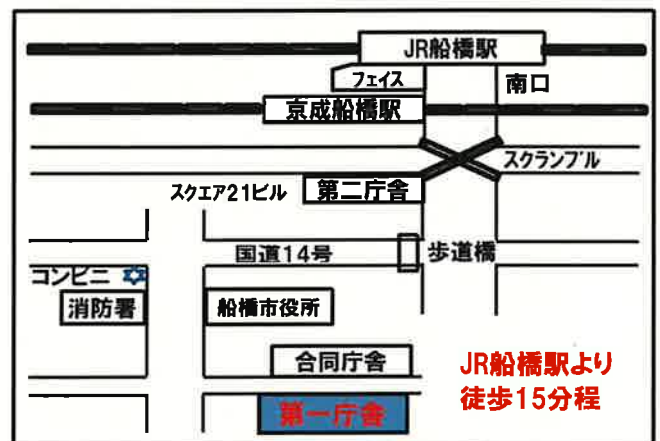 JR船橋駅
フェイス
南口
京成船橋駅
スクランブル
スクエア21ビル
第二庁舎
国道14号
歩道橋
コンビニ
消防署
船橋市役所
合同庁舎
JR船橋駅より
徒歩15分程
第一庁舎